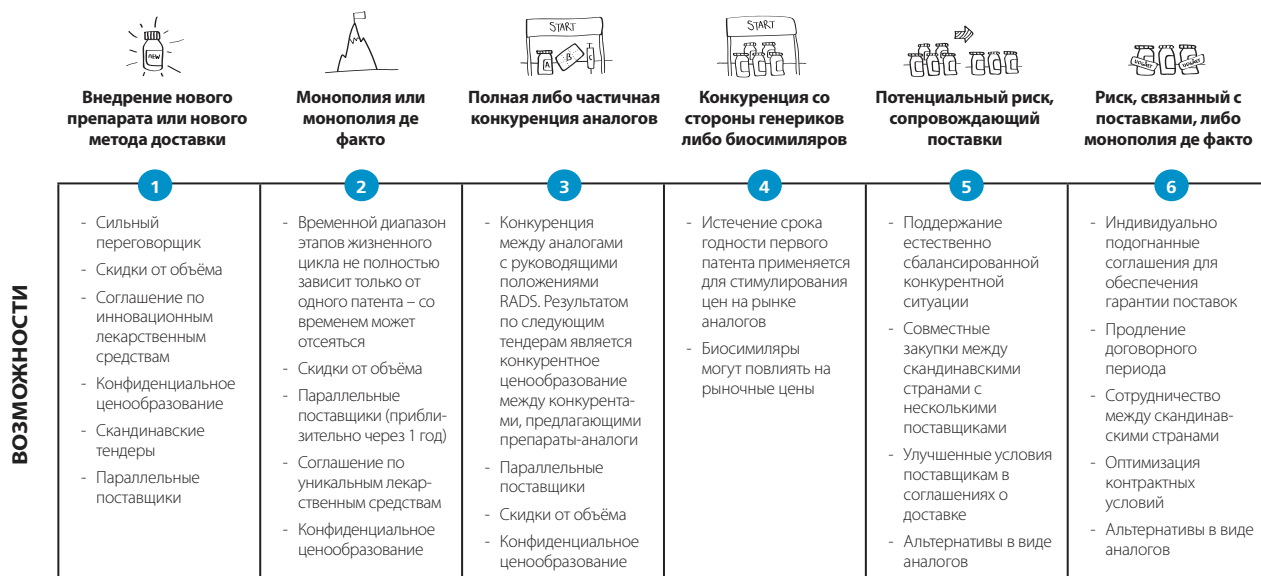 new
START
A
B
C
START
UDGÅET
UDGÅET
Внедрение нового
препарата или нового
метода доставки
Монополия или
монополия де
факто
Полная либо частичная
конкуренция аналогов
Конкуренция со
стороны генериков
либо биосимиляров
Потенциальный риск,
сопровождающий
поставки
Риск, связанный с
поставками, либо
монополия де факто
1
2
3
4
5
6
ВОЗМОЖНОСТИ
- Сильный
переговорщик
- Скидки от объёма
- Соглашение по
инновационным
лекарственным
средствам
- Конфиденциальное
ценообразование
- Скандинавские
тендеры
- Параллельные
поставщики
- Временной диапазон
этапов жизненного
цикла не полностью
зависит только от
одного патента – со
временем может
отсеяться
- Скидки от объёма
- Параллельные
поставщики (прибли-
зительно через 1 год)
- Соглашение по
уникальным лекар-
ственным средствам
- Конфиденциальное
ценообразование
- Конкуренция
между аналогами
с руководящими
положениями
RADS. Результатом
по следующим
тендерам является
конкурентное
ценообразование
между конкурента-
ми, предлагающими
препараты-аналоги
- Параллельные
поставщики
- Скидки от объёма
- Конфиденциальное
ценообразование
- Истечение срока
годности первого
патента применяется
для стимулирования
цен на рынке
аналогов
- Биосимиляры
могут повлиять на
рыночные цены
- Поддержание
естественно
сбалансированной
конкурентной
ситуации
- Совместные
закупки между
скандинавскими
странами с
несколькими
поставщиками
- Улучшенные условия
поставщикам в
соглашениях о
доставке
- Альтернативы в виде
аналогов
- Индивидуально
подогнанные
соглашения для
обеспечения
гарантии поставок
- Продление
договорного
периода
- Сотрудничество
между скандинав-
скими странами
- Оптимизация
контрактных
условий
- Альтернативы в виде
аналогов